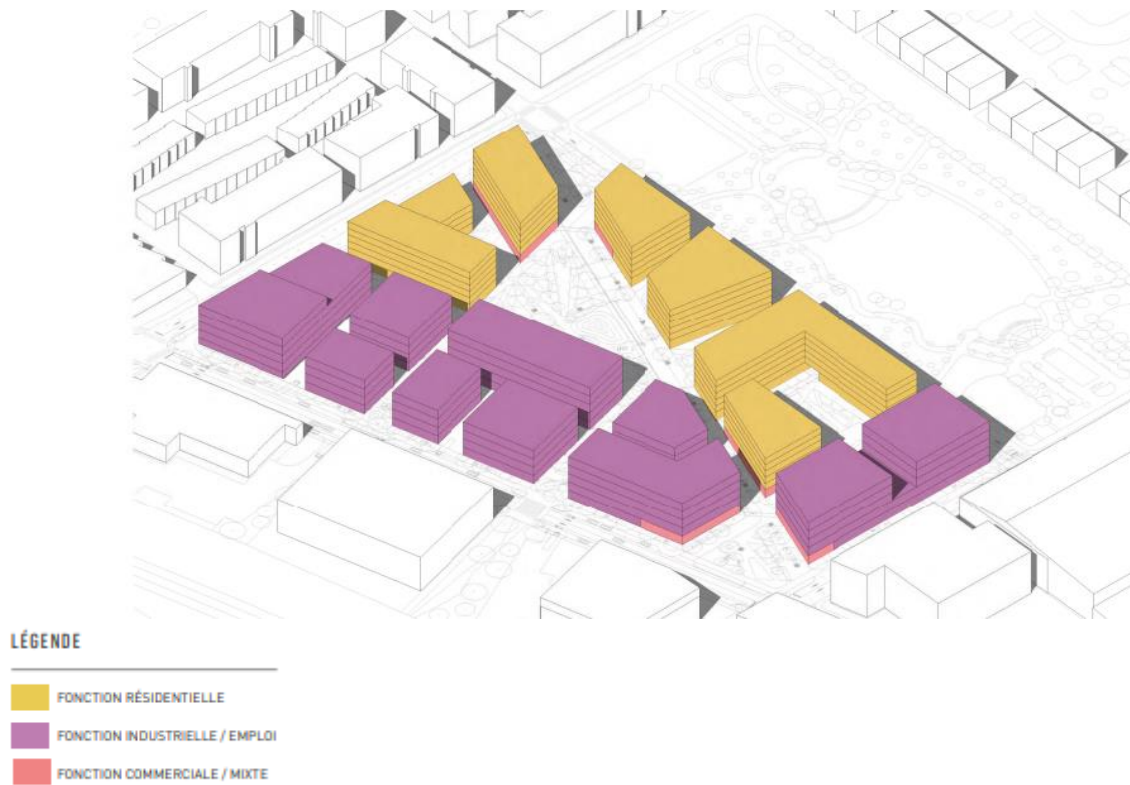 LÉGENDE
FONCTION RÉSIDENTIELLE
FONCTION INDUSTRIELLE / EMPLOI
FONCTION COMMERCIALE / MIXTE